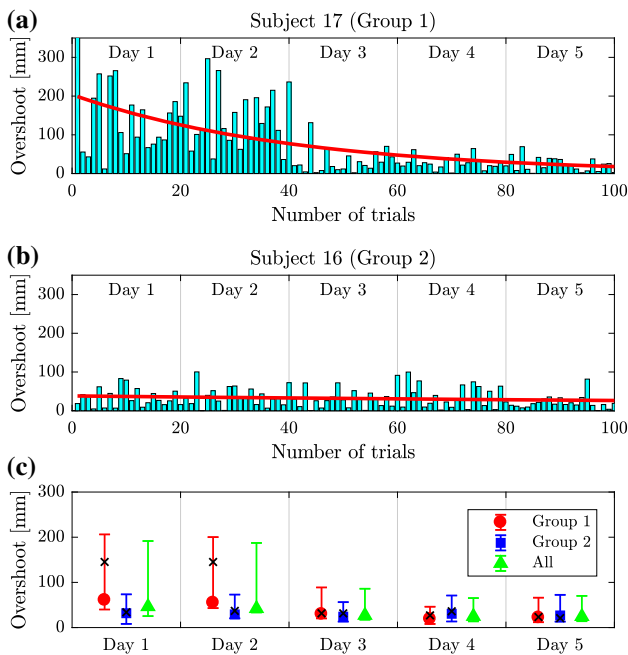 (a)
Subject 17 (Group 1)
Overshoot [mm]
300
200
100
0
Day 1 Day 2 Day 3 Day 4 Day 5
0 20 40 60 80 100
Number of trials
(b)
Subject 16 (Group 2)
Overshoot [mm]
300
200
100
0
Day 1 Day 2 Day 3 Day 4 Day 5
0 20 40 60 80 100
Number of trials
(c)
Overshoot [mm]
300
200
100
0
Group 1
Group 2
All
Day 1 Day 2 Day 3 Day 4 Day 5